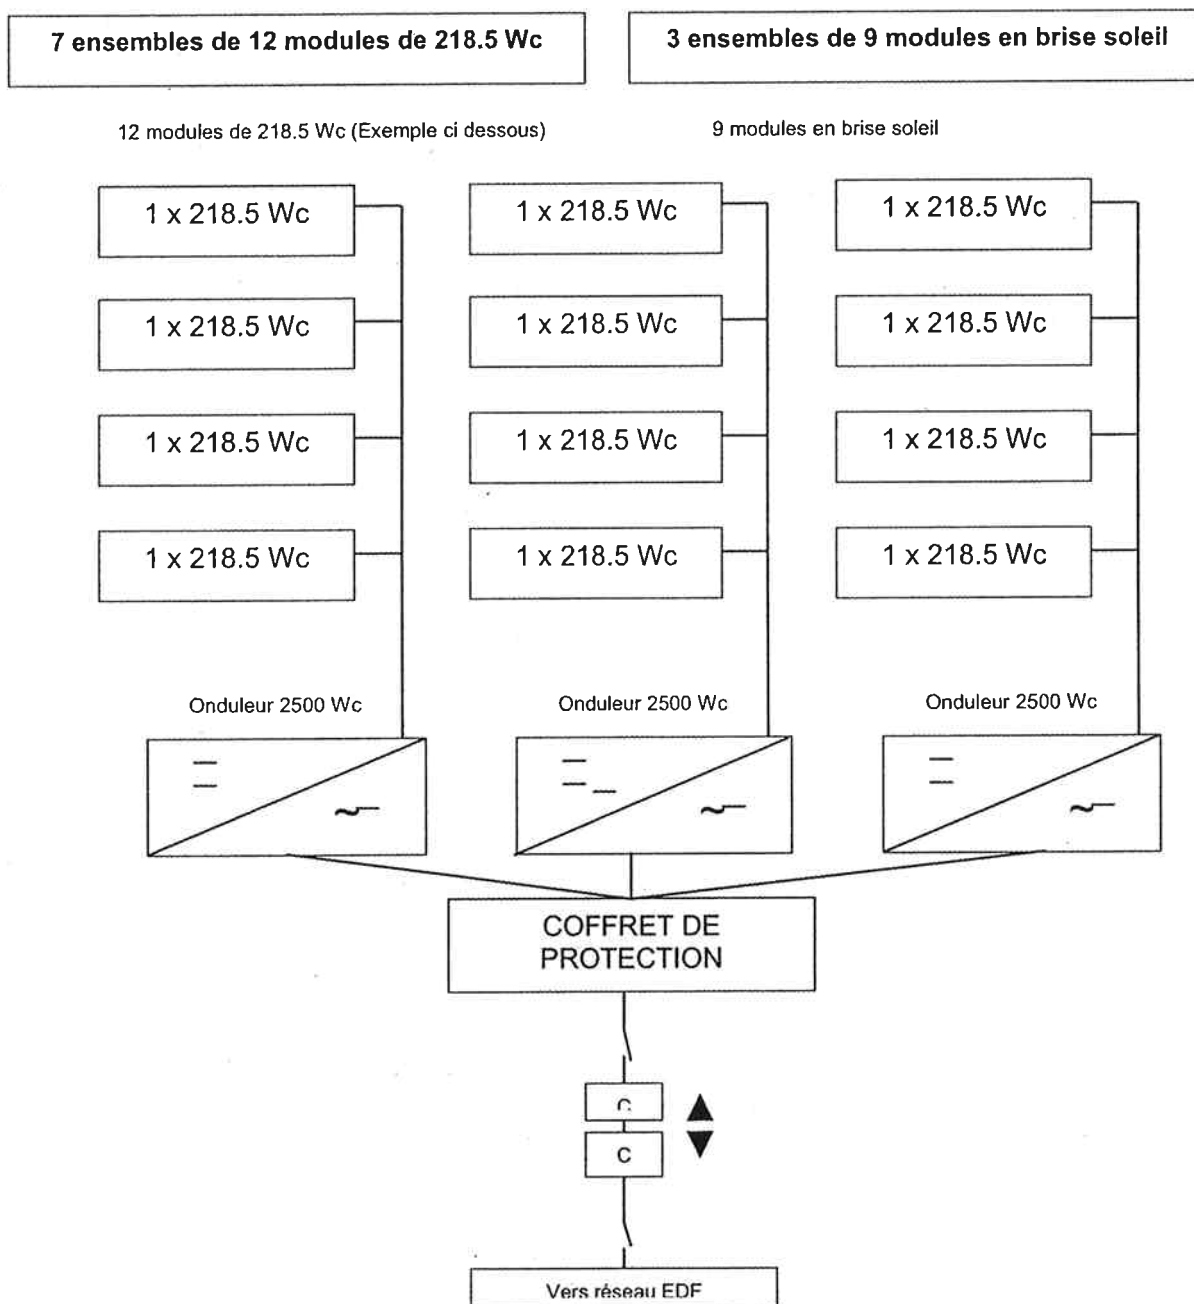 7 ensembles de 12 modules de 218.5 Wc
3 ensembles de 9 modules en brise soleil
12 modules de 218.5 Wc (Exemple ci dessous)
9 modules en brise soleil
1 x 218.5 Wc
1 x 218.5 Wc
1 x 218.5 Wc
1 x 218.5 Wc
1 x 218.5 Wc
1 x 218.5 Wc
1 x 218.5 Wc
1 x 218.5 Wc
1 x 218.5 Wc
1 x 218.5 Wc
1 x 218.5 Wc
1 x 218.5 Wc
Onduleur 2500 Wc
Onduleur 2500 Wc
Onduleur 2500 Wc
COFFRET DE
PROTECTION
C
C
Vers réseau EDF